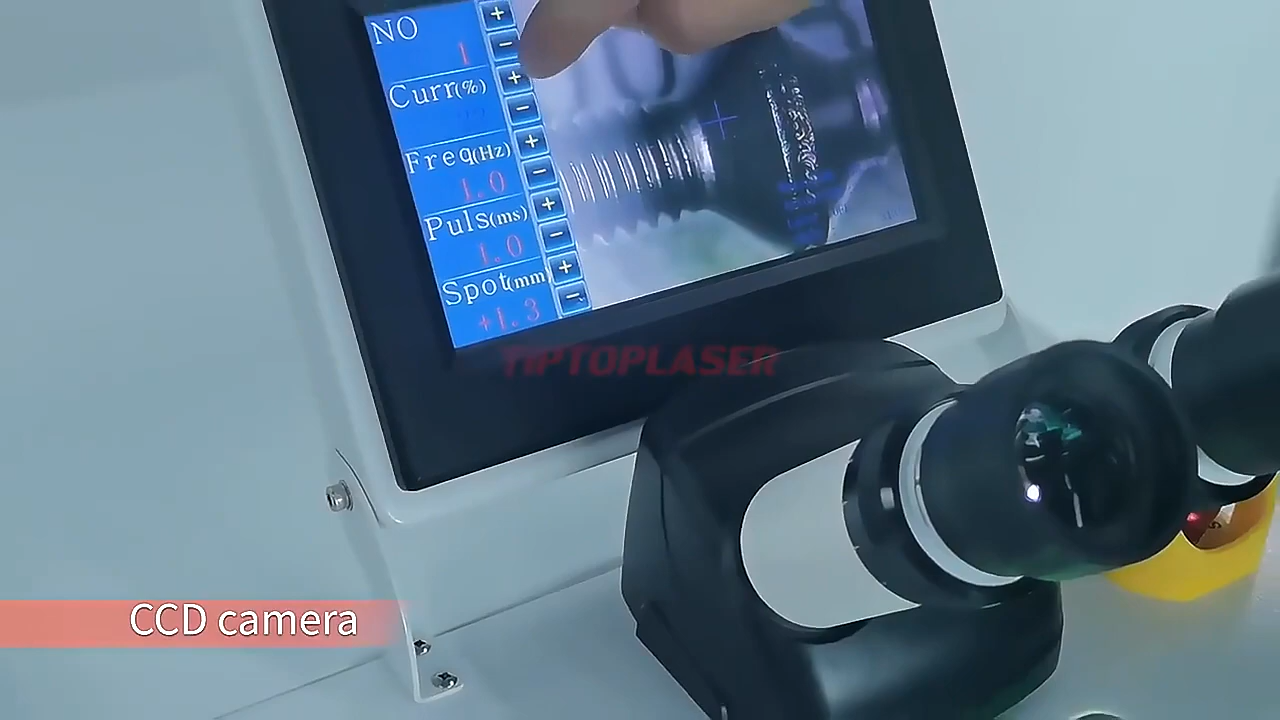 NO
1
Curr(%)
Freq(Hz)
1.0
Puls(ms)
1.0
Spot(mm
+1.3
TIPTOPLASER
CCD camera